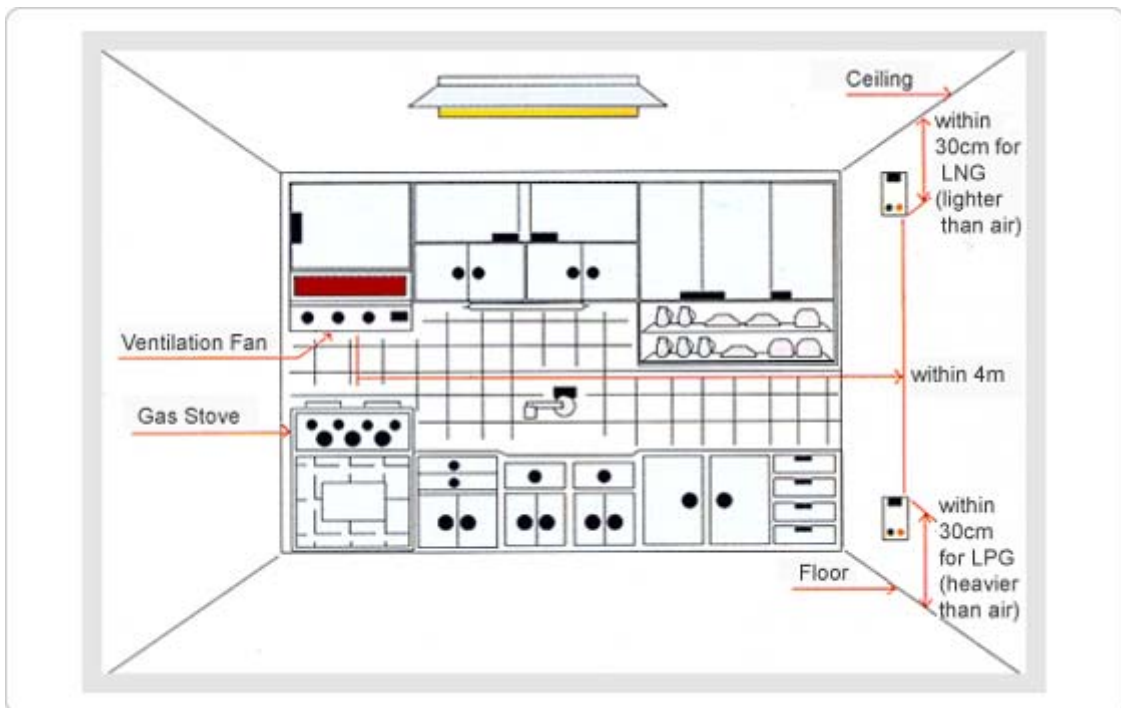 Ceiling
within
30cm for
LNG
(lighter
than air)
Ventilation Fan
within 4m
Gas Stove
within
30cm
for LPG
(heavier
than air)
Floor